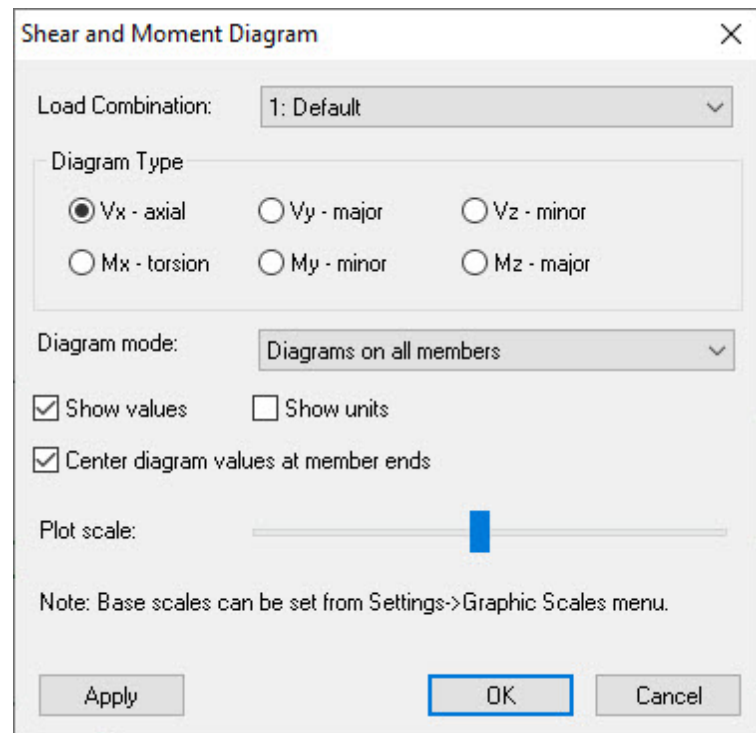 Shear and Moment Diagram
Load Combination: 1: Default
Diagram Type
Vx - axial Vy - major Vz - minor
Mx - torsion My - minor Mz - major
Diagram mode: Diagrams on all members
Show values Show units
Center diagram values at member ends
Plot scale:
Note: Base scales can be set from Settings->Graphic Scales menu.
Apply OK Cancel